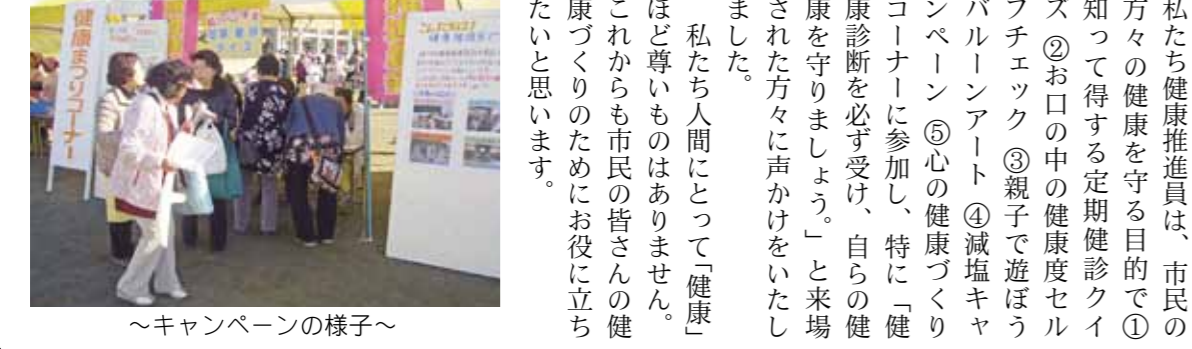 私たち健康推進員は、市民の
方々の健康を守る目的で①
知って得する定期健診クイ
ズ ②お口の中の健康度セル
フチェック ③親子で遊ぼう
バルーンアート ④減塩キャ
ンペーン ⑤心の健康づくり
コーナーに参加し、特に「健
康診断を必ず受け、自らの健
康を守りましょう。」と来場
された方々に声かけをいたし
ました。
私たち人間にとって「健康」
ほど尊いものはありません。
これからも市民の皆さんの健
康づくりのためにお役に立ち
たいと思います。
健康まつりコーナー
～キャンペーンの様子～